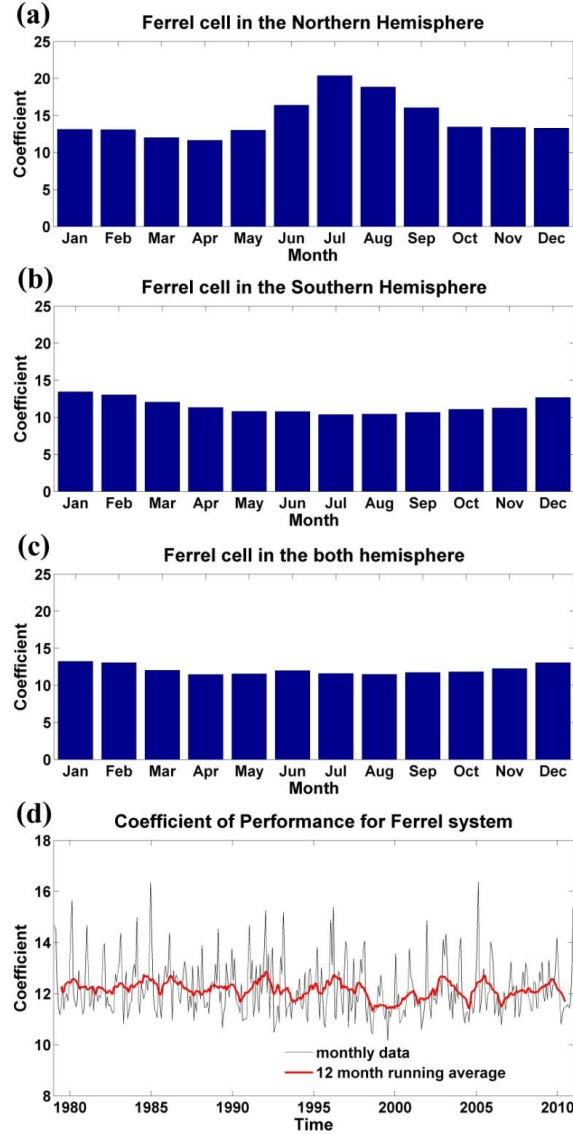 (a) Ferrel cell in the Northern Hemisphere
25
20
15
10
5
0
Coefficient
Jan Feb Mar Apr May Jun Jul Aug Sep Oct Nov Dec
Month
(b) Ferrel cell in the Southern Hemisphere
25
20
15
10
5
0
Coefficient
Jan Feb Mar Apr May Jun Jul Aug Sep Oct Nov Dec
Month
(c) Ferrel cell in the both hemisphere
25
20
15
10
5
0
Coefficient
Jan Feb Mar Apr May Jun Jul Aug Sep Oct Nov Dec
Month
(d) Coefficient of Performance for Ferrel system
18
16
14
12
10
8
Coefficient
monthly data
12 month running average
1980 1985 1990 1995 2000 2005 2010
Time